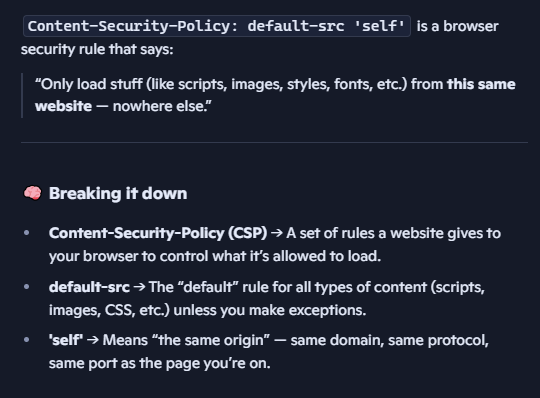 Content-Security-Policy: default-src 'self' is a browser
security rule that says:
“Only load stuff (like scripts, images, styles, fonts, etc.) from this same
website — nowhere else.”
🧠 Breaking it down
• Content-Security-Policy (CSP) → A set of rules a website gives to
your browser to control what it’s allowed to load.
• default-src → The “default” rule for all types of content (scripts,
images, CSS, etc.) unless you make exceptions.
• 'self' → Means “the same origin” — same domain, same protocol,
same port as the page you’re on.